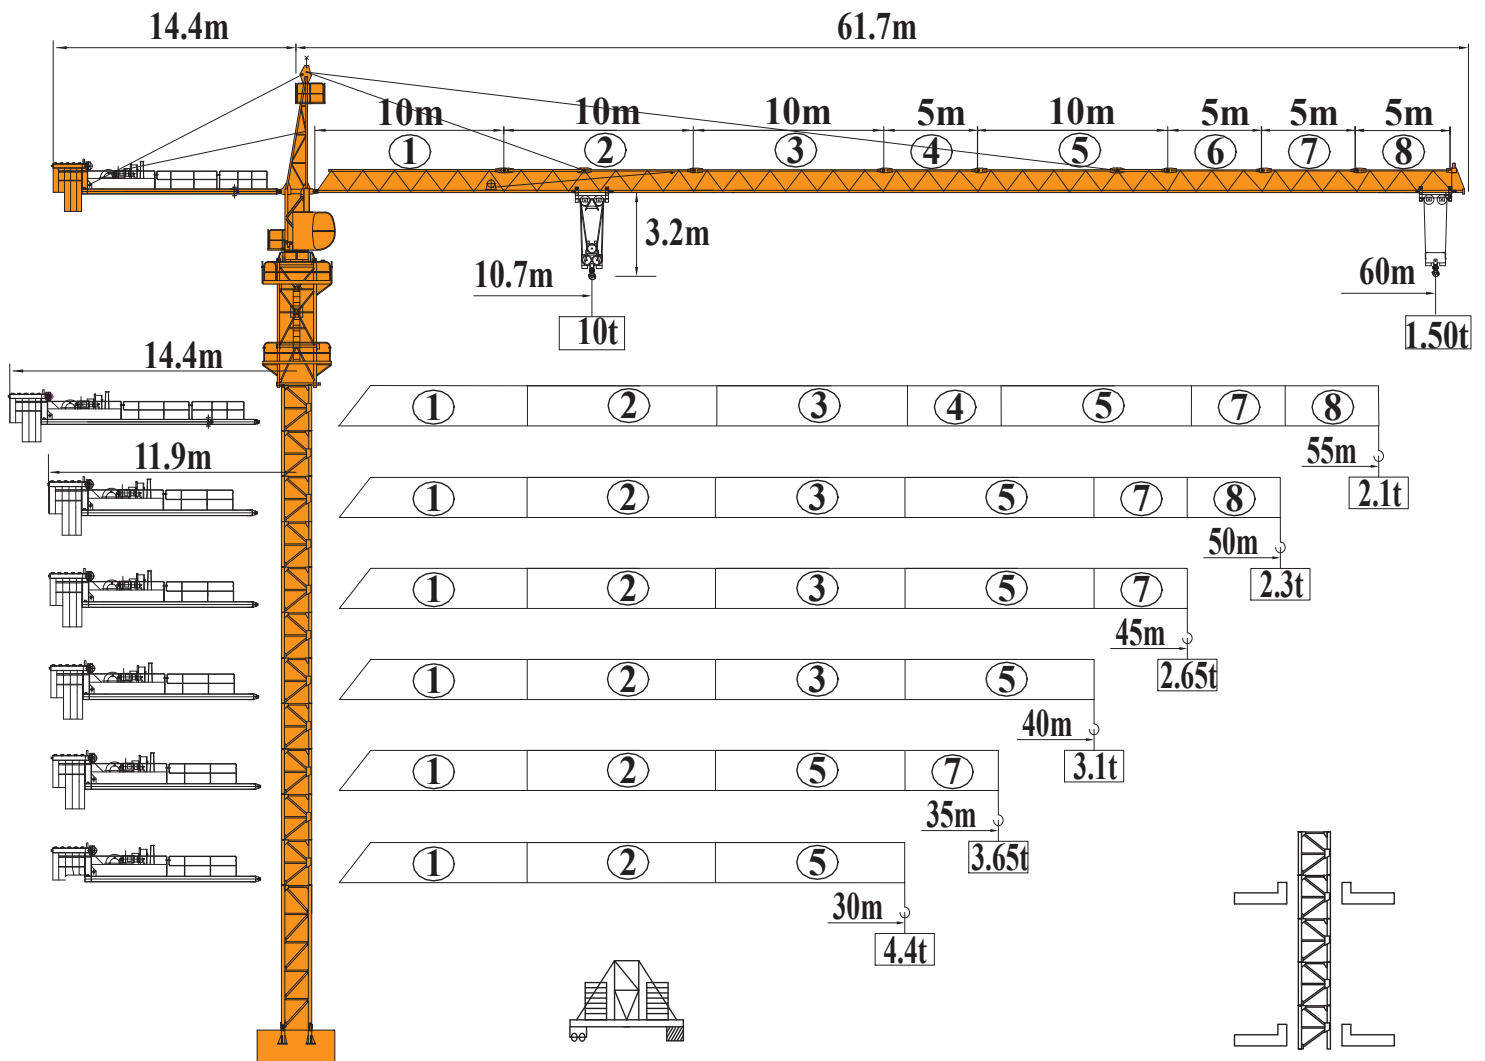 14.4m 61.7m
10m 10m 10m 5m 10m 5m 5m 5m
1 2 3 4 5 6 7 8
3.2m
10.7m 60m
10t 1.50t
14.4m
1 2 3 4 5 7 8
55m
11.9m
2.1t
1 2 3 5 7 8
50m
2.3t
1 2 3 5 7
45m
2.65t
1 2 3 5
40m
3.1t
1 2 5 7
35m
3.65t
1 2 5
30m
4.4t